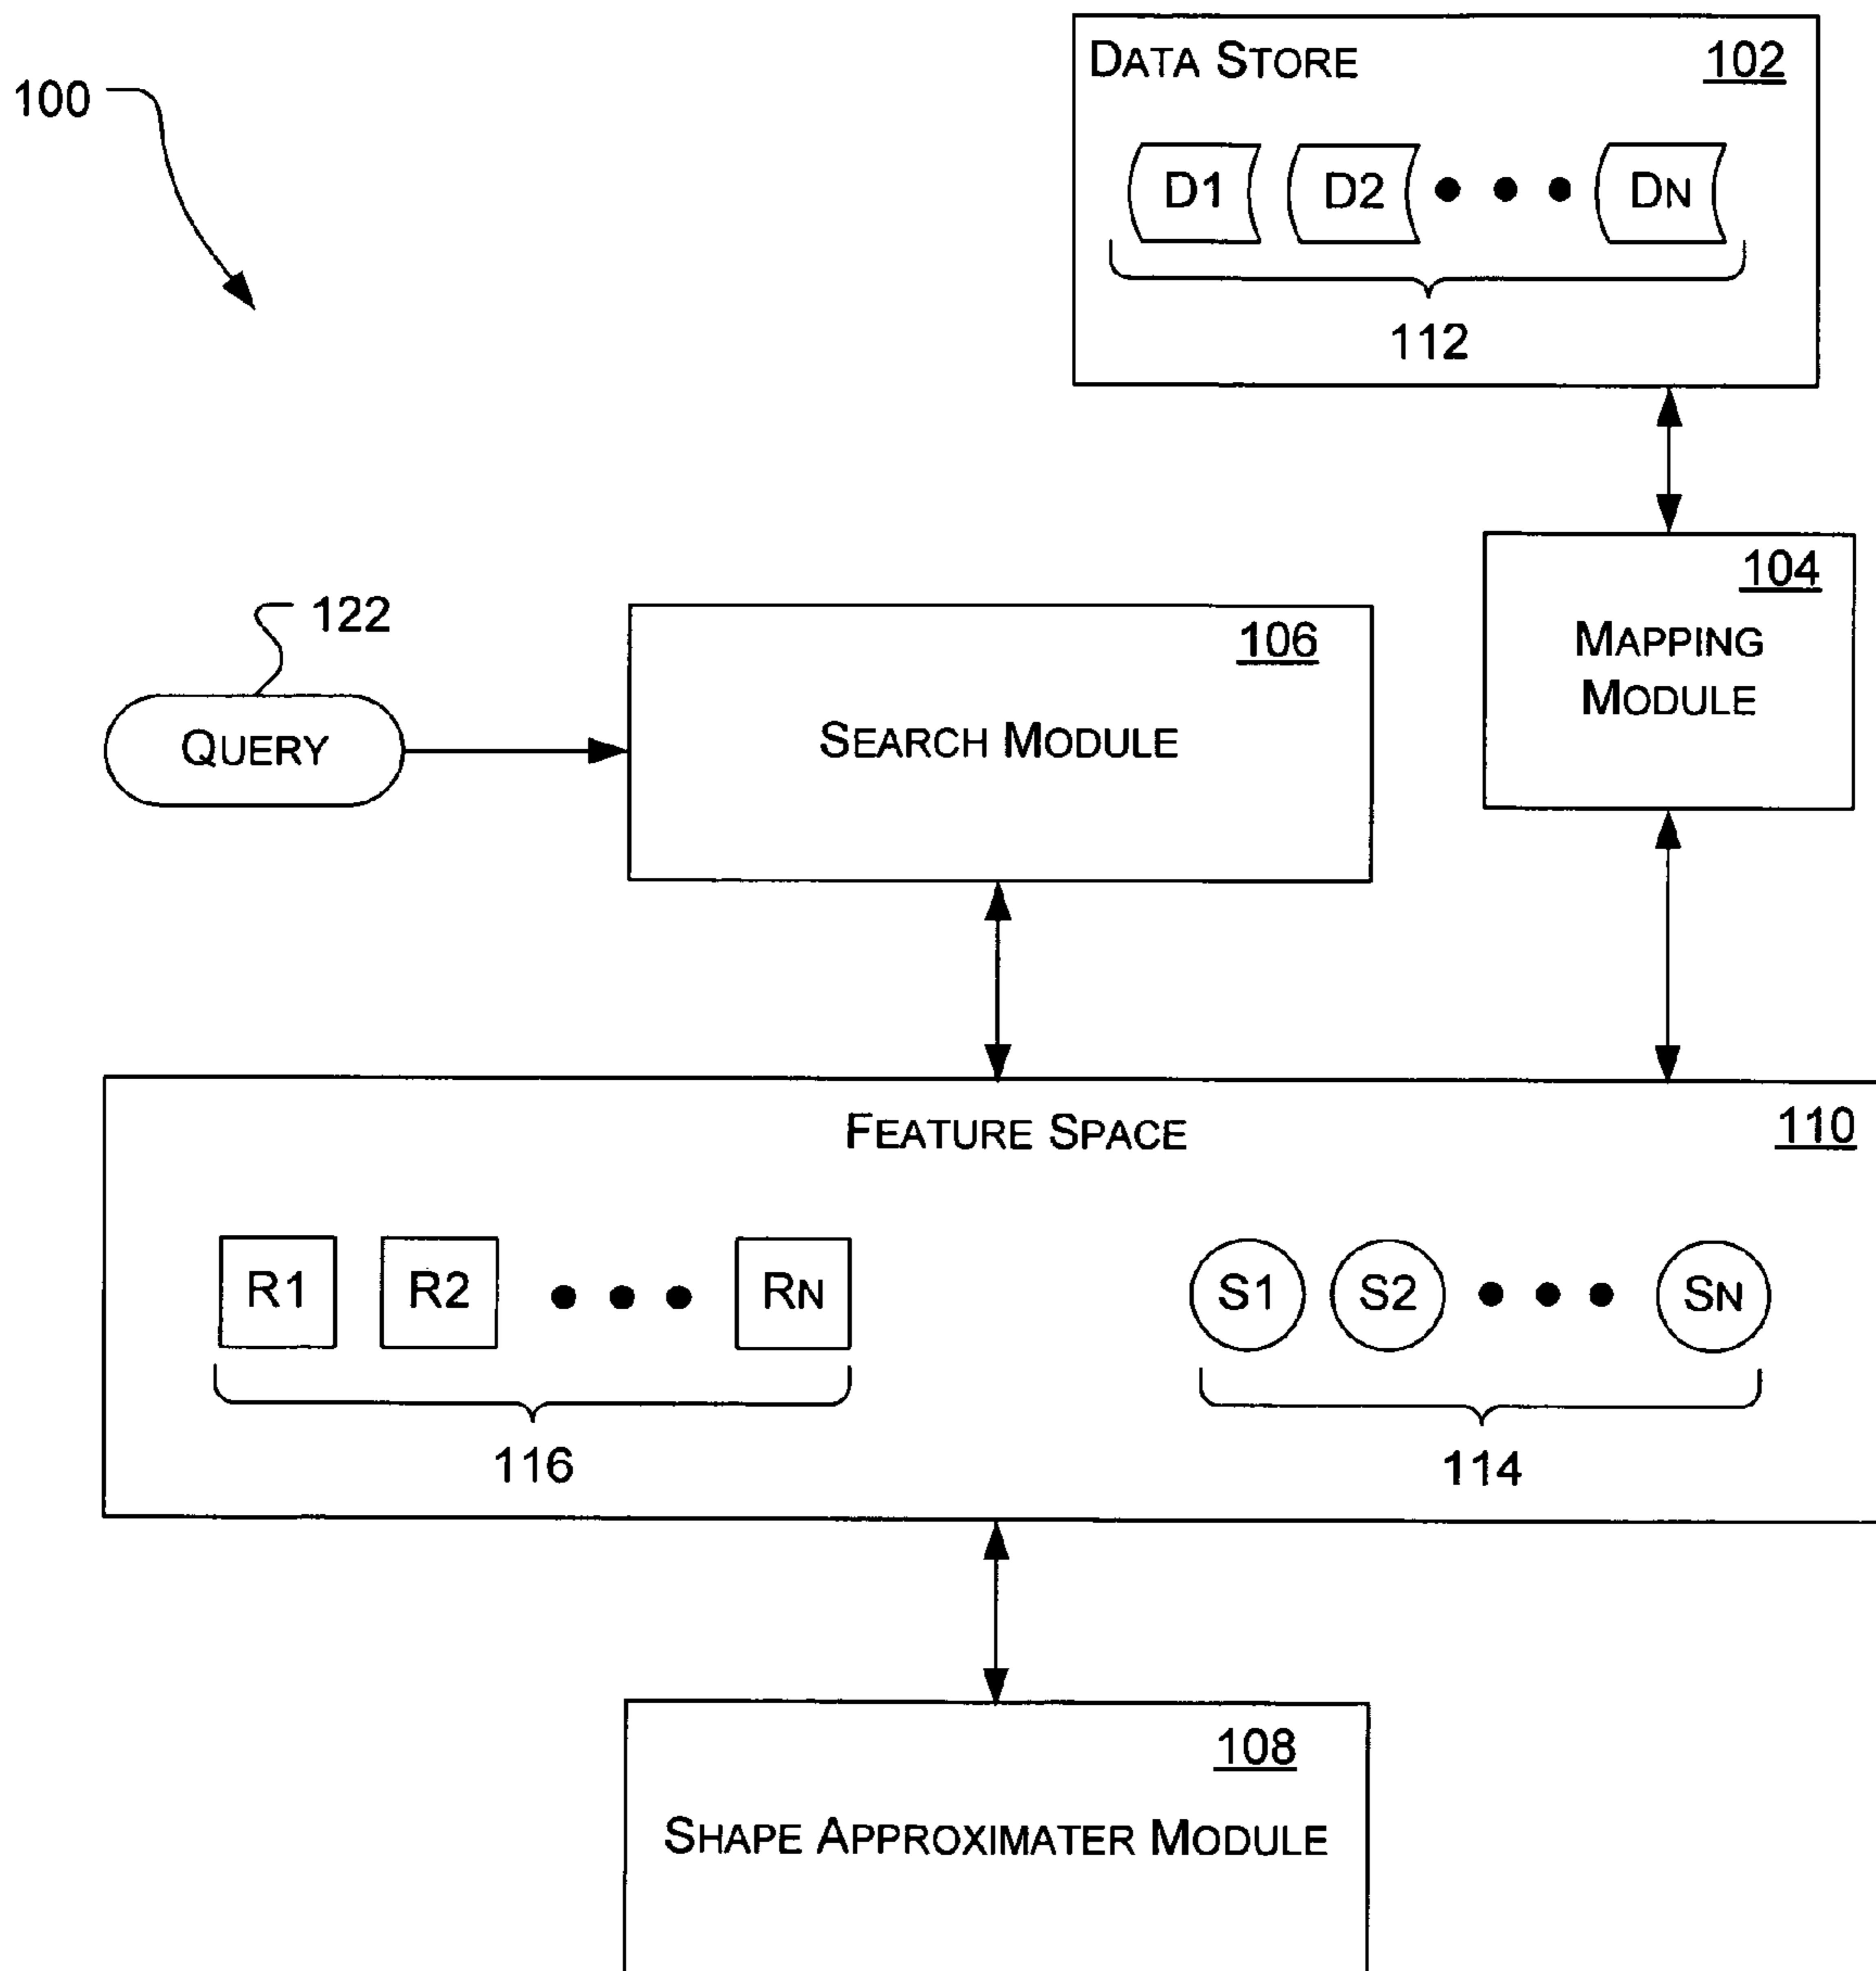 100
DATA STORE 102
D1 D2 DN
112
104
MAPPING
MODULE
122
106
QUERY
SEARCH MODULE
FEATURE SPACE 110
R1 R2 RN S1 S2 SN
116 114
108
SHAPE APPROXIMATER MODULE